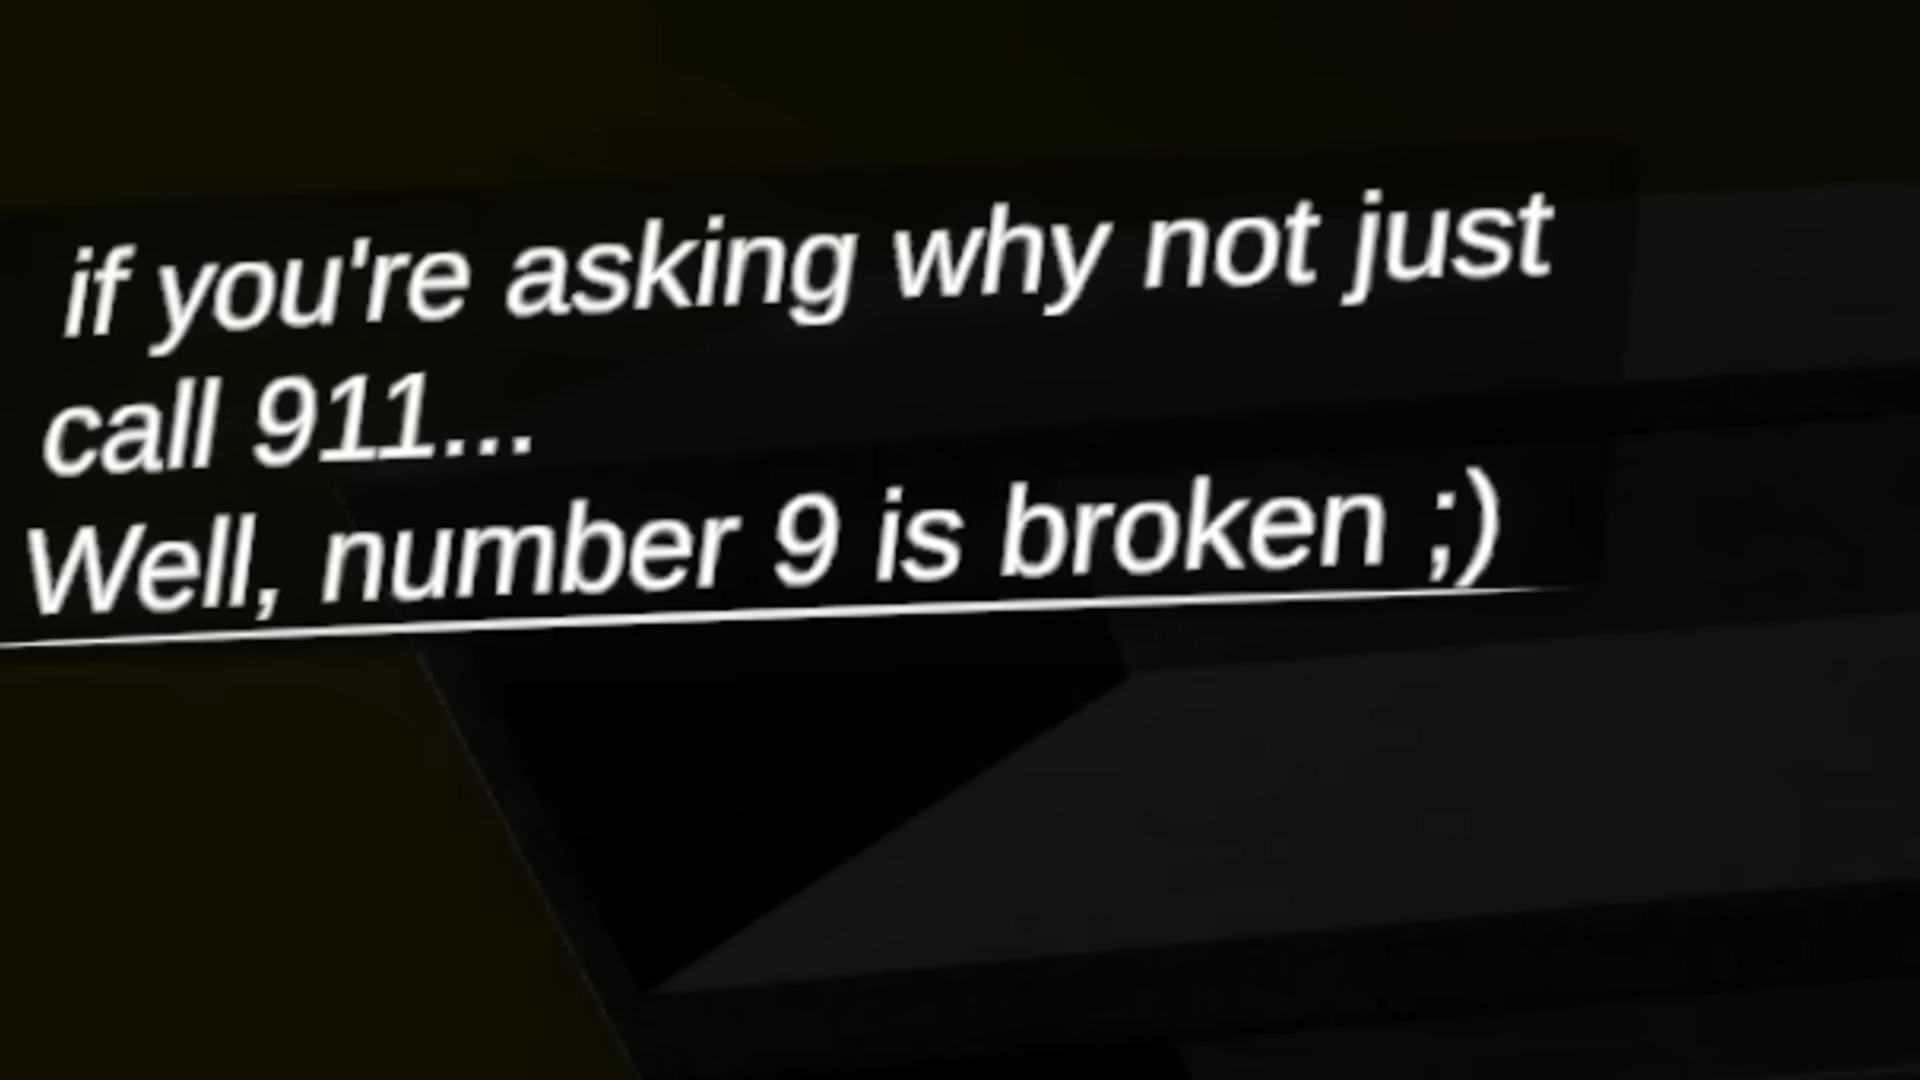 if you're asking why not just
call 911...
Well, number 9 is broken ;)